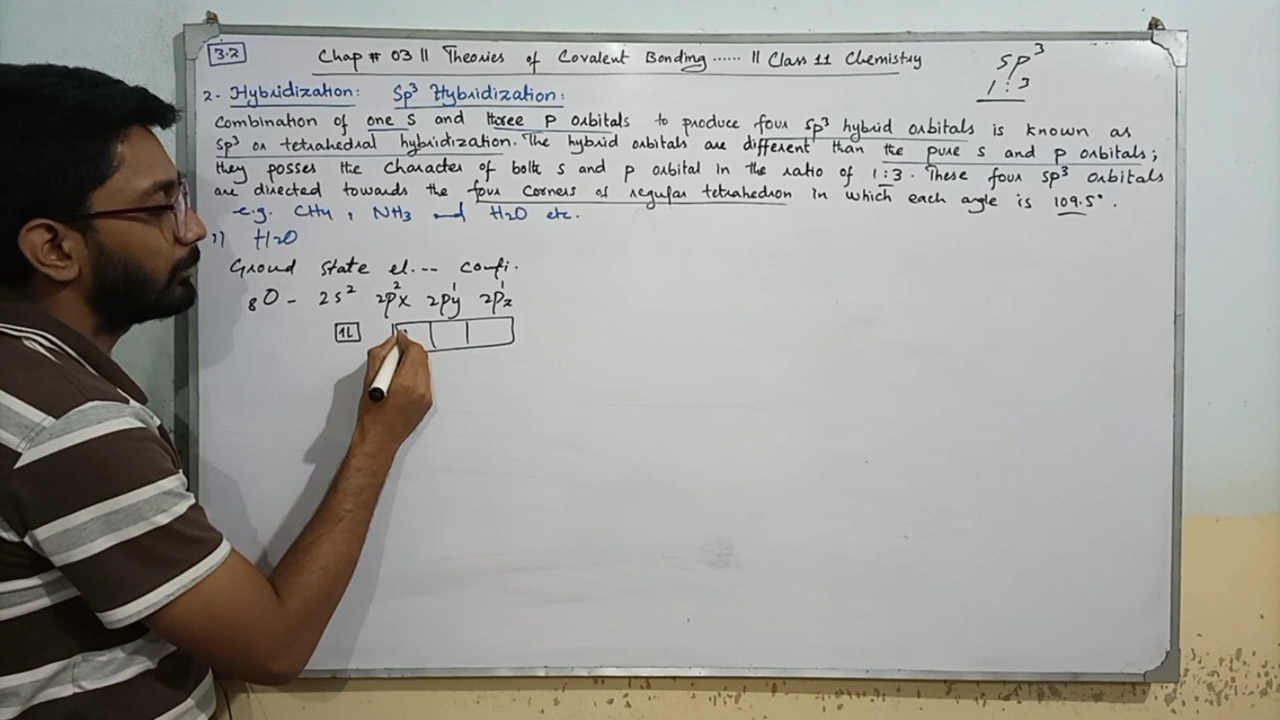 3.2
Chap # 03 || Theories of Covalent Bonding ...... || Class 11 Chemistry
Sp³
1 : 3
2- Hybridization: Sp³ Hybridization:
Combination of one S and three P orbitals to produce four Sp³ hybrid orbitals is known as
Sp³ or tetrahedral hybridization. The hybrid orbitals are different than the pure s and p orbitals;
they posses the character of both s and p orbital in the ratio of 1:3. These four sp³ orbitals
are directed towards the four corners of regular tetrahedron in which each angle is 109.5°.
e.g. CH4, NH3 and H2O etc.
1) H2O
Ground state el.-- confi.
₈O - 2s² 2p²x 2p¹y 2p¹z
1L